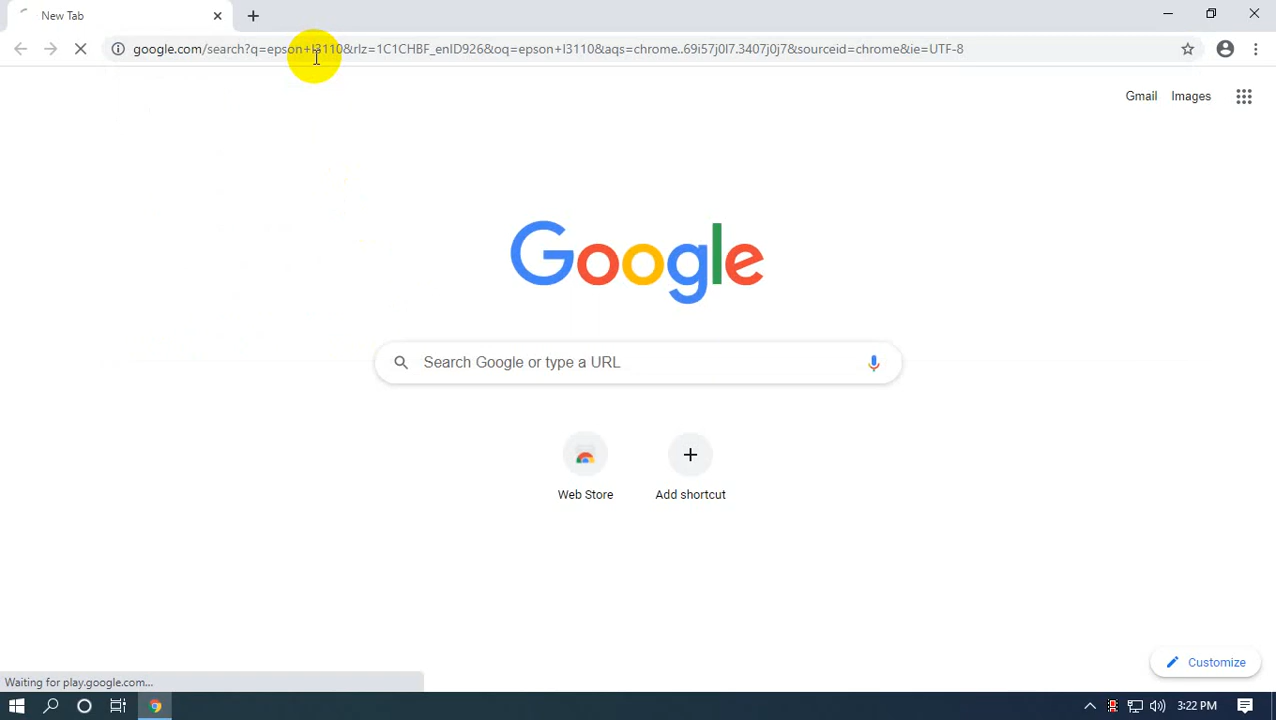 New Tab
google.com/search?q=epson+l3110&rlz=1C1CHBF_enID926&oq=epson+l3110&aqs=chrome..69i57j0l7.3407j0j7&sourceid=chrome&ie=UTF-8
Gmail Images
Google
Search Google or type a URL
Web Store Add shortcut
Customize
Waiting for play.google.com...
3:22 PM